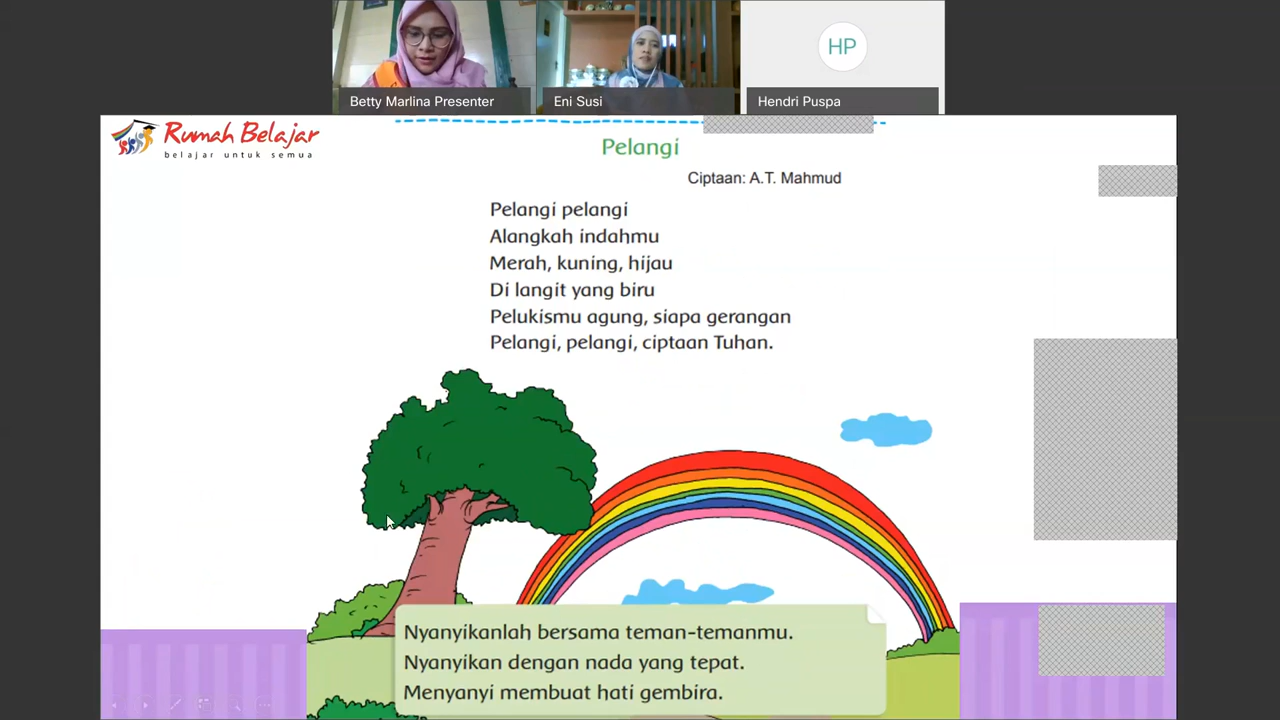 Betty Marlina Presenter
Eni Susi
HP
Hendri Puspa
Rumah Belajar
belajar untuk semua
Pelangi
Ciptaan: A.T. Mahmud
Pelangi pelangi
Alangkah indahmu
Merah, kuning, hijau
Di langit yang biru
Pelukismu agung, siapa gerangan
Pelangi, pelangi, ciptaan Tuhan.
Nyanyikanlah bersama teman-temanmu.
Nyanyikan dengan nada yang tepat.
Menyanyi membuat hati gembira.